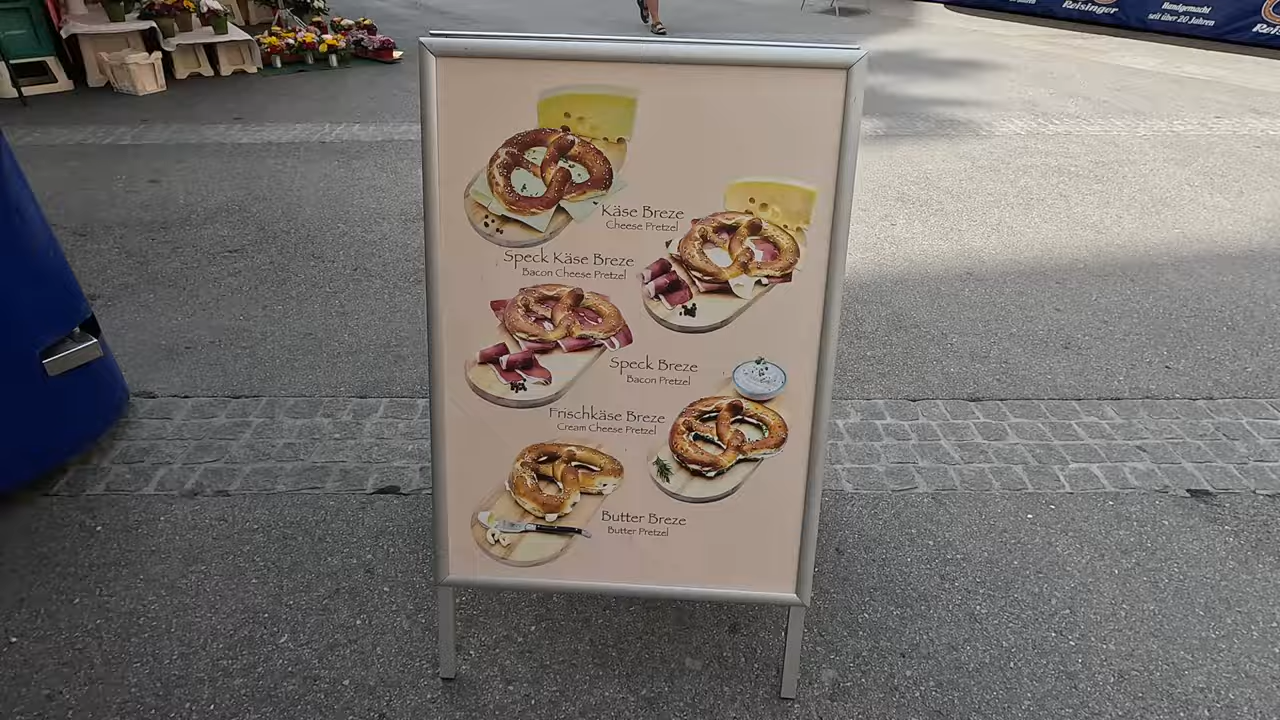 Reisinger
Handgemacht
seit über 20 Jahren
Käse Breze
Cheese Pretzel
Speck Käse Breze
Bacon Cheese Pretzel
Speck Breze
Bacon Pretzel
Frischkäse Breze
Cream Cheese Pretzel
Butter Breze
Butter Pretzel